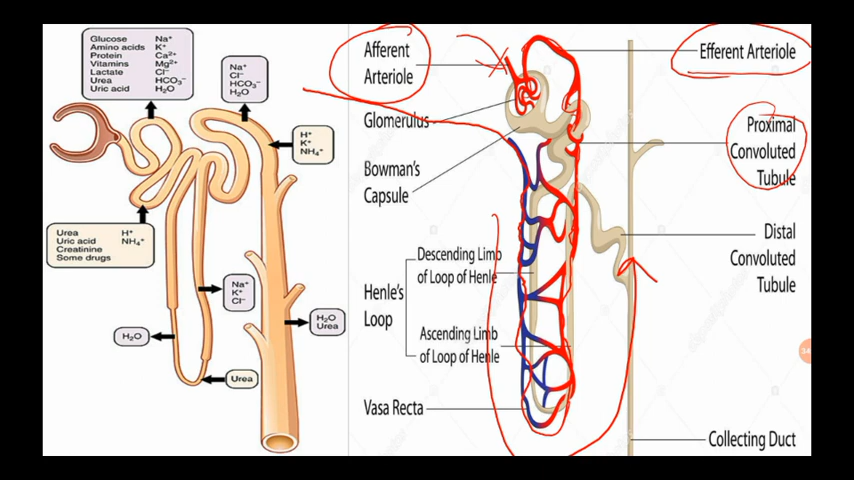 Glucose Na⁺
Amino acids K⁺
Protein Ca²⁺
Vitamins Mg²⁺
Lactate Cl⁻
Urea HCO₃⁻
Uric acid H₂O
Na⁺
Cl⁻
HCO₃⁻
H₂O
H⁺
K⁺
NH₄⁺
Urea H⁺
Uric acid NH₄⁺
Creatinine
Some drugs
Na⁺
K⁺
Cl⁻
H₂O
H₂O
Urea
Urea
Afferent
Arteriole
Efferent Arteriole
Glomerulus
Proximal
Convoluted
Tubule
Bowman's
Capsule
Distal
Convoluted
Tubule
Descending Limb
of Loop of Henle
Henle's
Loop
Ascending Limb
of Loop of Henle
Vasa Recta
Collecting Duct